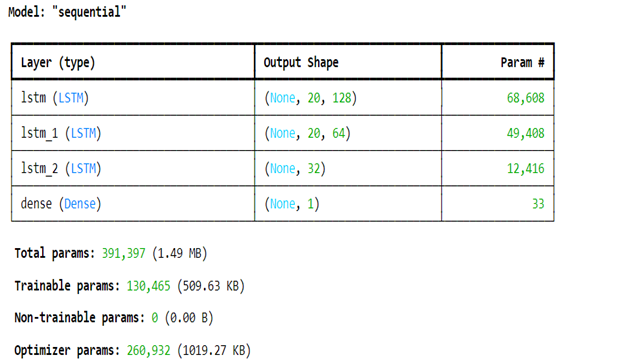 Model: "sequential"
Layer (type) Output Shape Param #
lstm (LSTM) (None, 20, 128) 68,608
lstm_1 (LSTM) (None, 20, 64) 49,408
lstm_2 (LSTM) (None, 32) 12,416
dense (Dense) (None, 1) 33
Total params: 391,397 (1.49 MB)
Trainable params: 130,465 (509.63 KB)
Non-trainable params: 0 (0.00 B)
Optimizer params: 260,932 (1019.27 KB)